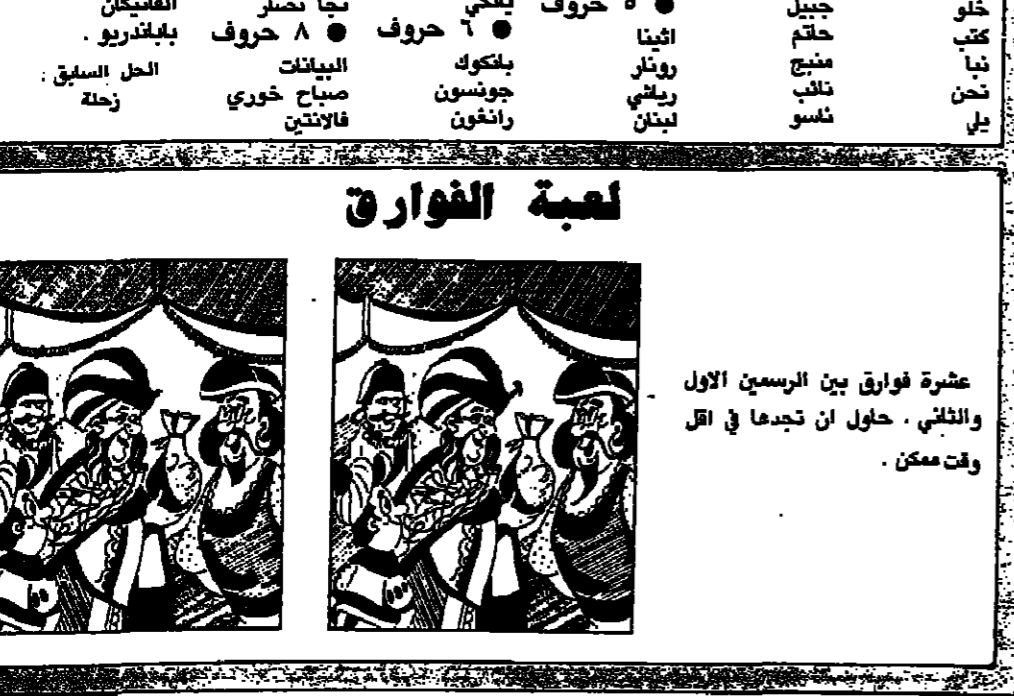 خلو
كتب
نبا
نحن
يلي
جبيل
حاتم
منبج
نائب
ناسو
● ٥ حروف
اثينا
رونار
رياشي
لبنان
● ٦ حروف
بانكوك
جونسون
رانغون
نجا نصار
● ٨ حروف
البيانات
صباح خوري
فالانتين
الفاتيكان
باباندريو .
الحل السابق :
زحلة
لعبة الفوارق
عشرة فوارق بين الرسمين الاول
والثاني ، حاول ان تجدها في اقل
وقت ممكن .